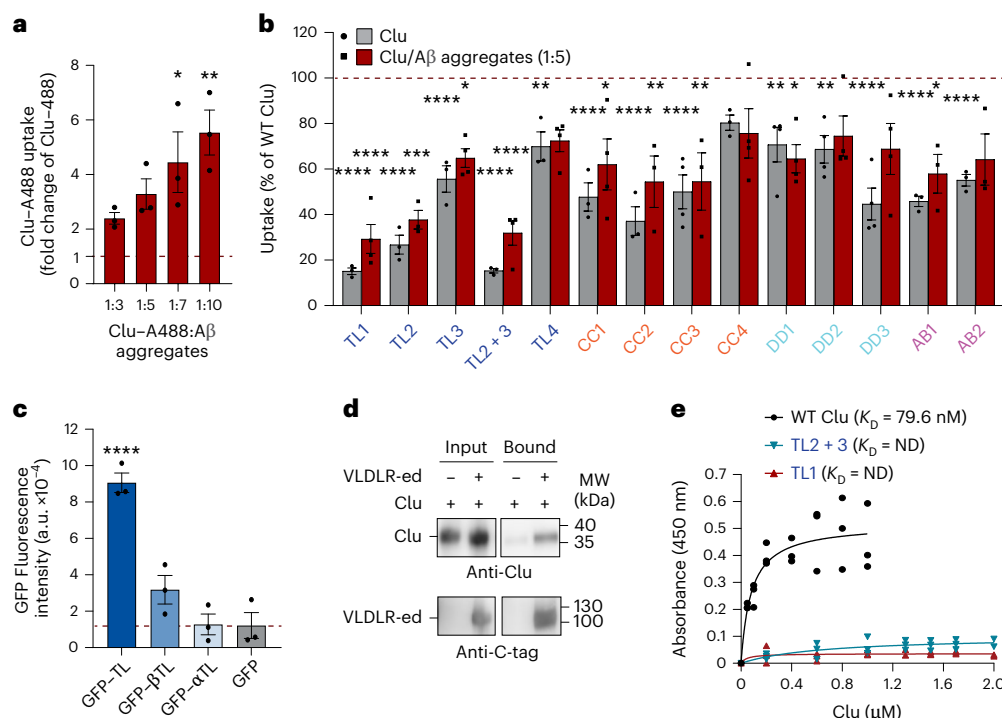 a
Clu–A488 uptake
(fold change of Clu–488)
8
6
4
2
1
0
* **
1:3 1:5 1:7 1:10
Clu–A488:Aβ
aggregates
b
Uptake (% of WT Clu)
120
100
80
60
40
20
0
Clu
Clu/Aβ aggregates (1:5)
**** **** **** *** **** * **** **** ** **** * **** ** **** ** ** * ** **** **** * ****
TL1 TL2 TL3 TL2 + 3 TL4 CC1 CC2 CC3 CC4 DD1 DD2 DD3 AB1 AB2
c
GFP Fluorescence
intensity (a.u. ×10⁻⁴)
12
10
8
6
4
2
0
****
GFP–TL GFP–βTL GFP–αTL GFP
d
Input Bound
VLDLR-ed - + - + MW
(kDa)
Clu + + + +
Clu 40
35
Anti-Clu
VLDLR-ed 130
100
Anti-C-tag
e
WT Clu (K_D = 79.6 nM)
TL2 + 3 (K_D = ND)
TL1 (K_D = ND)
Absorbance (450 nm)
0.7
0.6
0.5
0.4
0.3
0.2
0.1
0
0 0.4 0.8 1.2 1.6 2.0
Clu (μM)